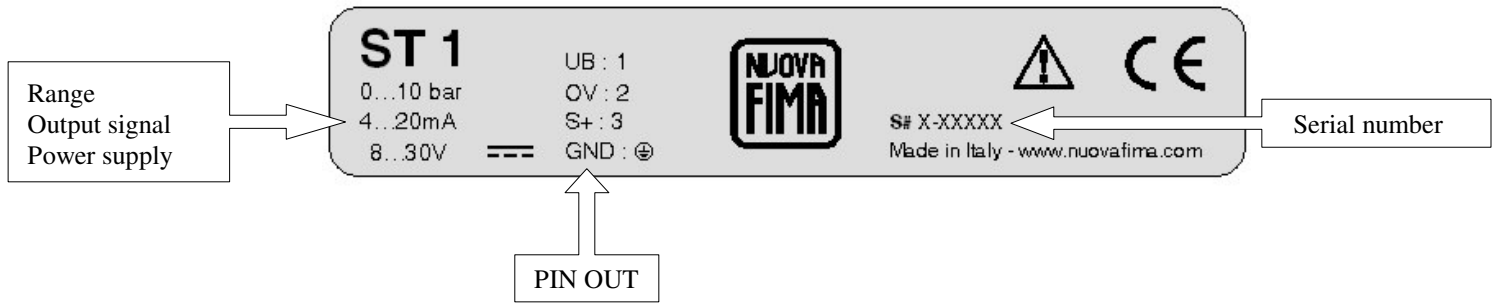 Range
Output signal
Power supply
ST 1
0...10 bar
4...20mA
8...30V
UB : 1
OV : 2
S+ : 3
GND :
NUOVA
FIMA
CE
S# X-XXXXX
Made in Italy - www.nuovafima.com
Serial number
PIN OUT